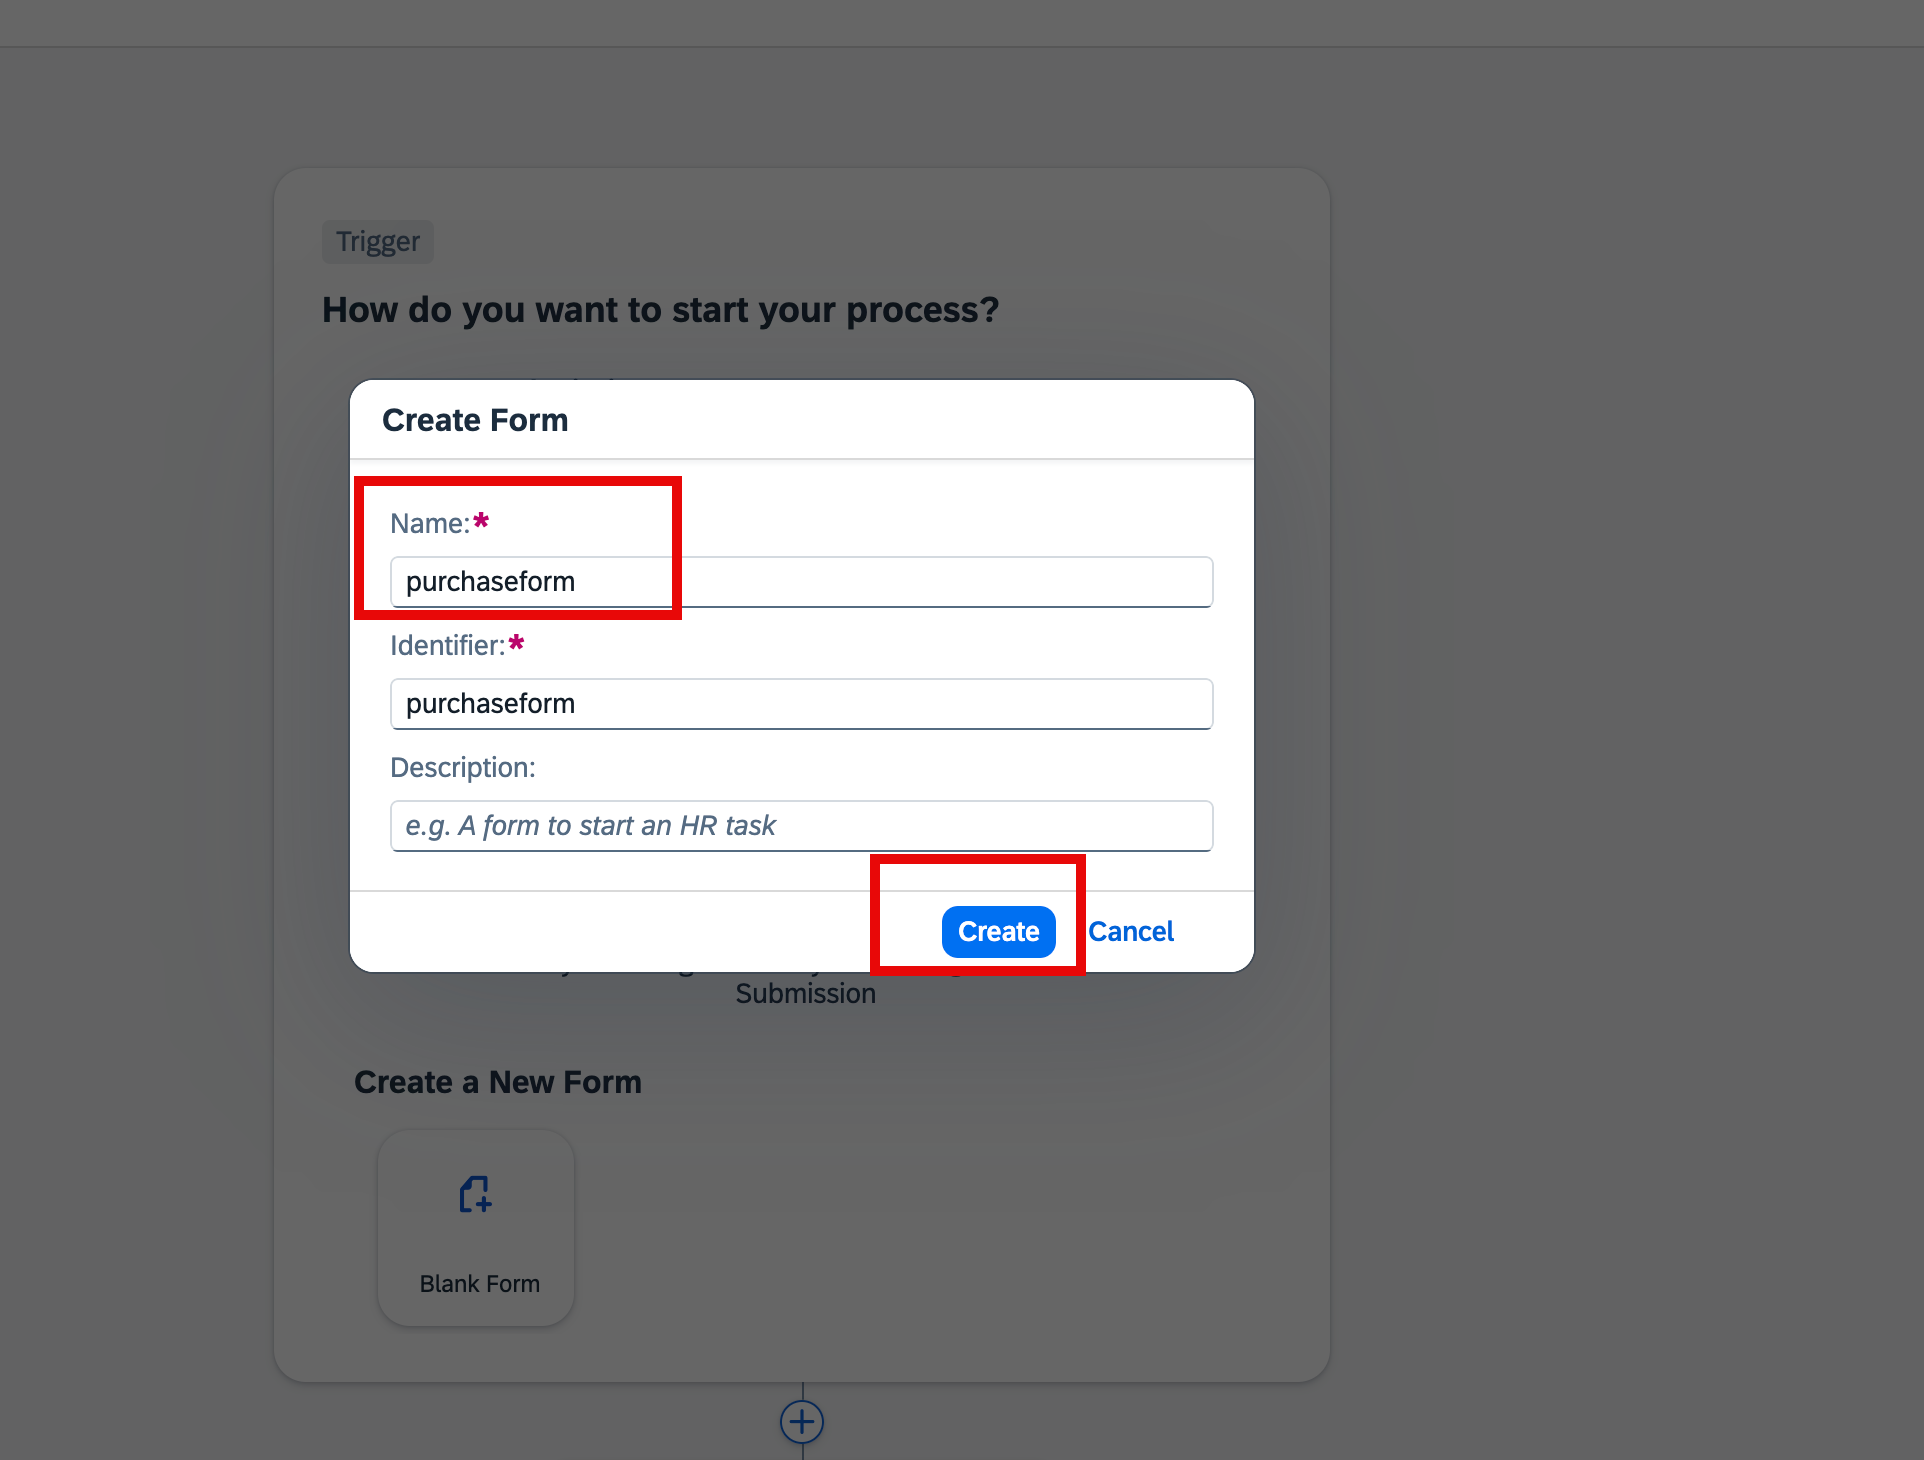 Trigger
How do you want to start your process?
Create Form
Name:*
purchaseform
Identifier:*
purchaseform
Description:
e.g. A form to start an HR task
Create
Cancel
Submission
Create a New Form
Blank Form